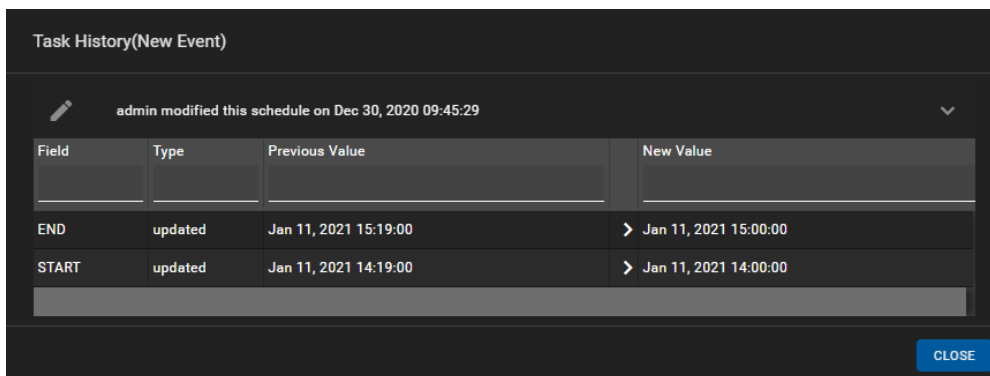 Task History(New Event)
admin modified this schedule on Dec 30, 2020 09:45:29
Field Type Previous Value New Value
END updated Jan 11, 2021 15:19:00 Jan 11, 2021 15:00:00
START updated Jan 11, 2021 14:19:00 Jan 11, 2021 14:00:00
CLOSE